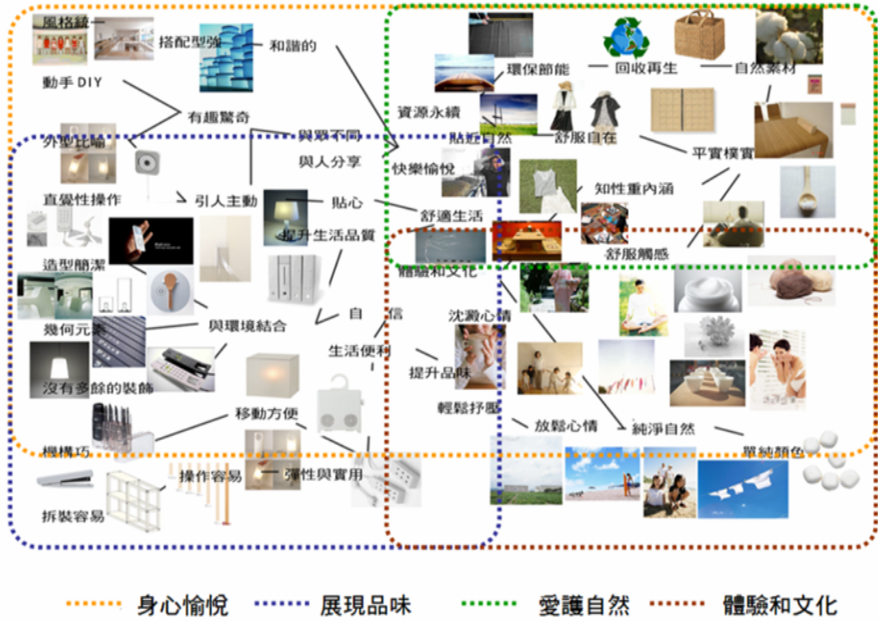 風格統一
搭配型強
和諧的
環保節能
回收再生
自然素材
動手 DIY
有趣驚奇
資源永續
與眾不同
貼近自然
舒服自在
外型比喻
平實樸實
與人分享
快樂愉悅
直覺性操作
引人主動
貼心
知性重內涵
舒適生活
提升生活品質
舒服觸感
造型簡潔
體驗和文化
自 信
沈澱心情
幾何元素
與環境結合
生活便利
提升品味
沒有多餘的裝飾
輕鬆抒壓
移動方便
放鬆心情
純淨自然
機構巧
單純顏色
操作容易
彈性與實用
拆裝容易
身心愉悅
展現品味
愛護自然
體驗和文化